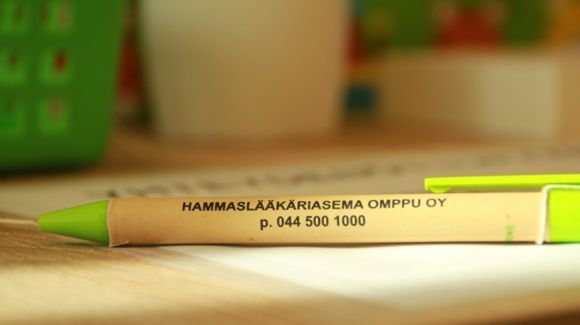 HAMMASLÄÄKÄRIASEMA OMPPU OY
p. 044 500 1000